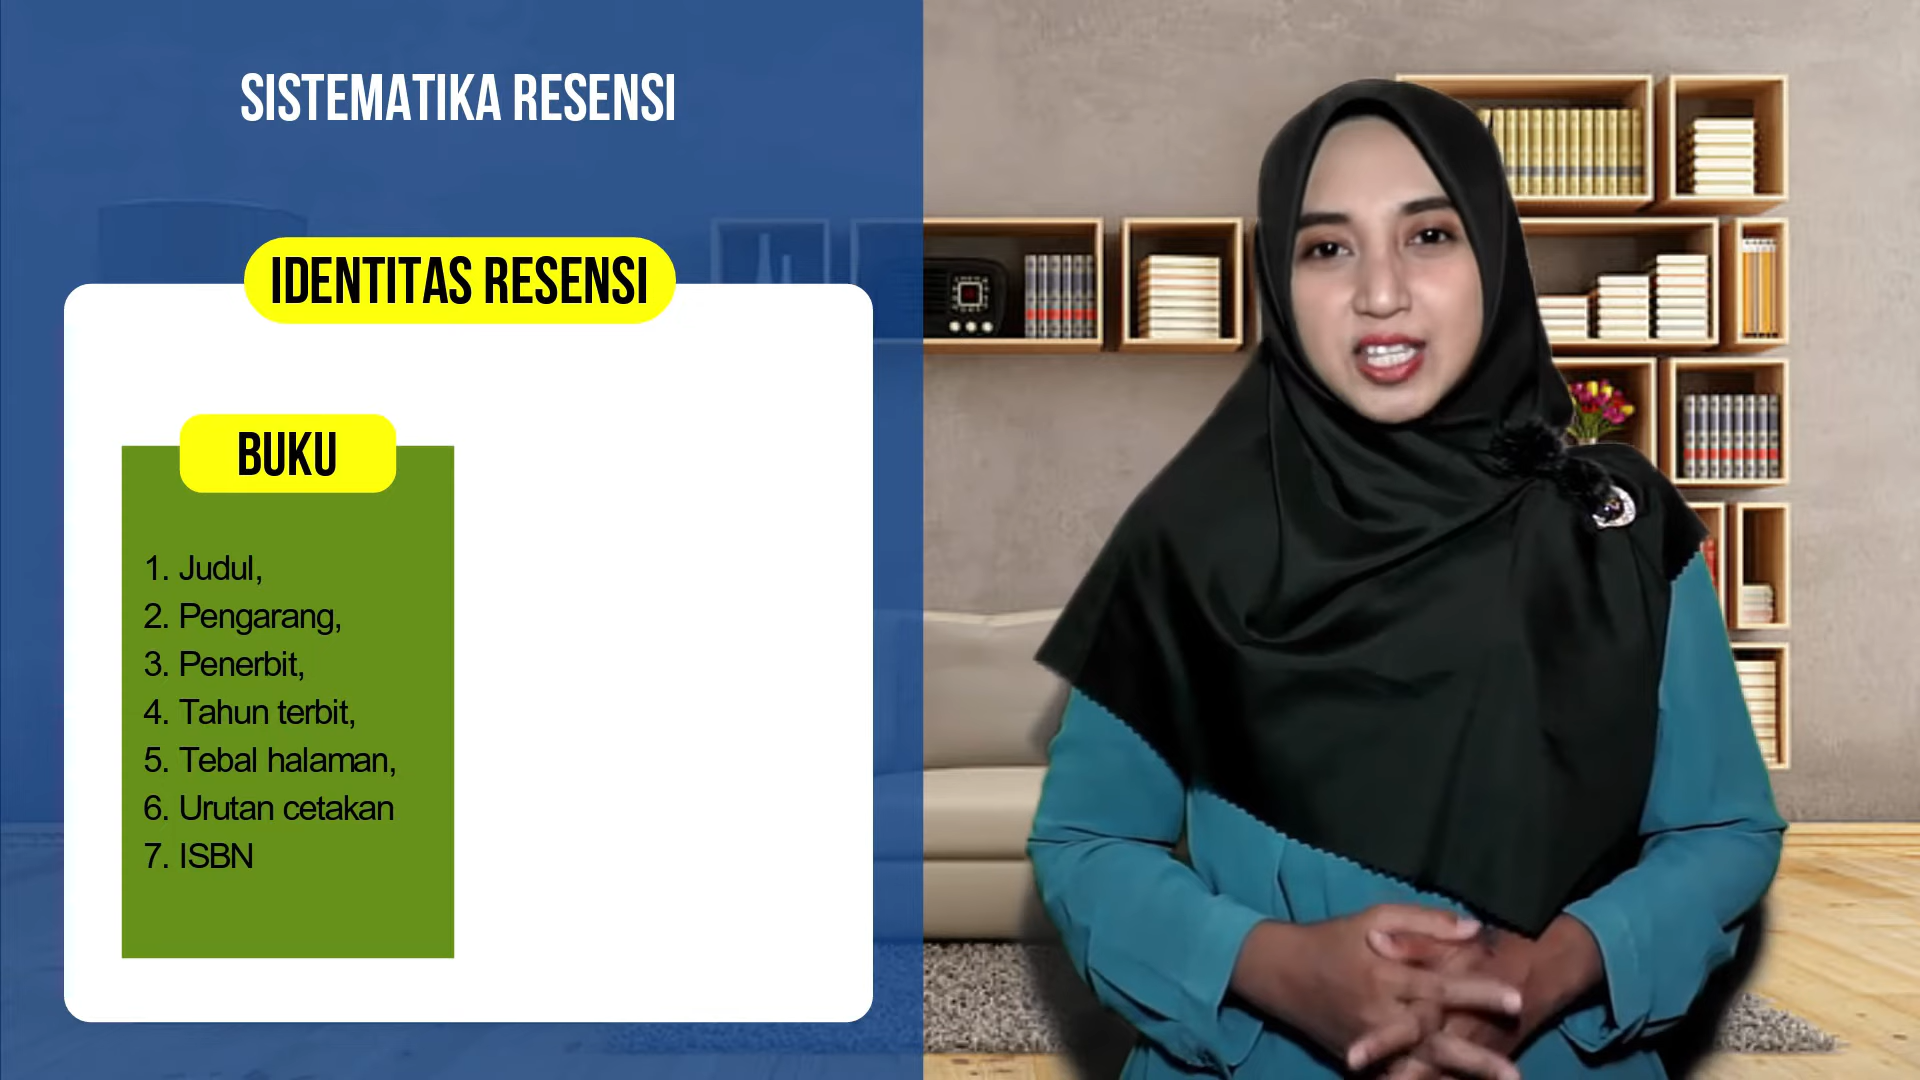 SISTEMATIKA RESENSI
IDENTITAS RESENSI
BUKU
1. Judul,
2. Pengarang,
3. Penerbit,
4. Tahun terbit,
5. Tebal halaman,
6. Urutan cetakan
7. ISBN